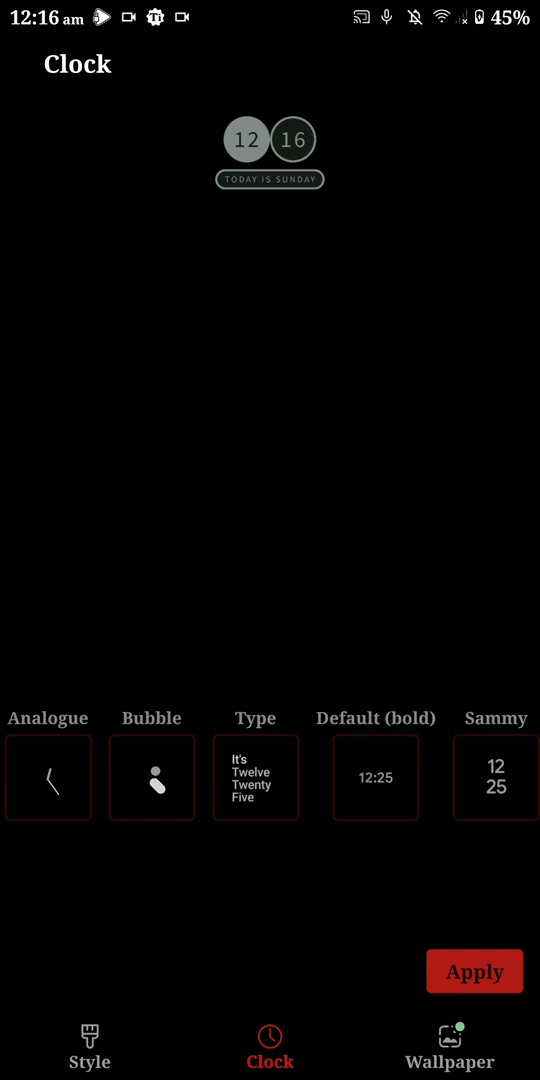 12:16 am
45%
Clock
12 16
TODAY IS SUNDAY
Analogue Bubble Type Default (bold) Sammy
It's
Twelve
Twenty
Five
12:25
12
25
Apply
Style Clock Wallpaper